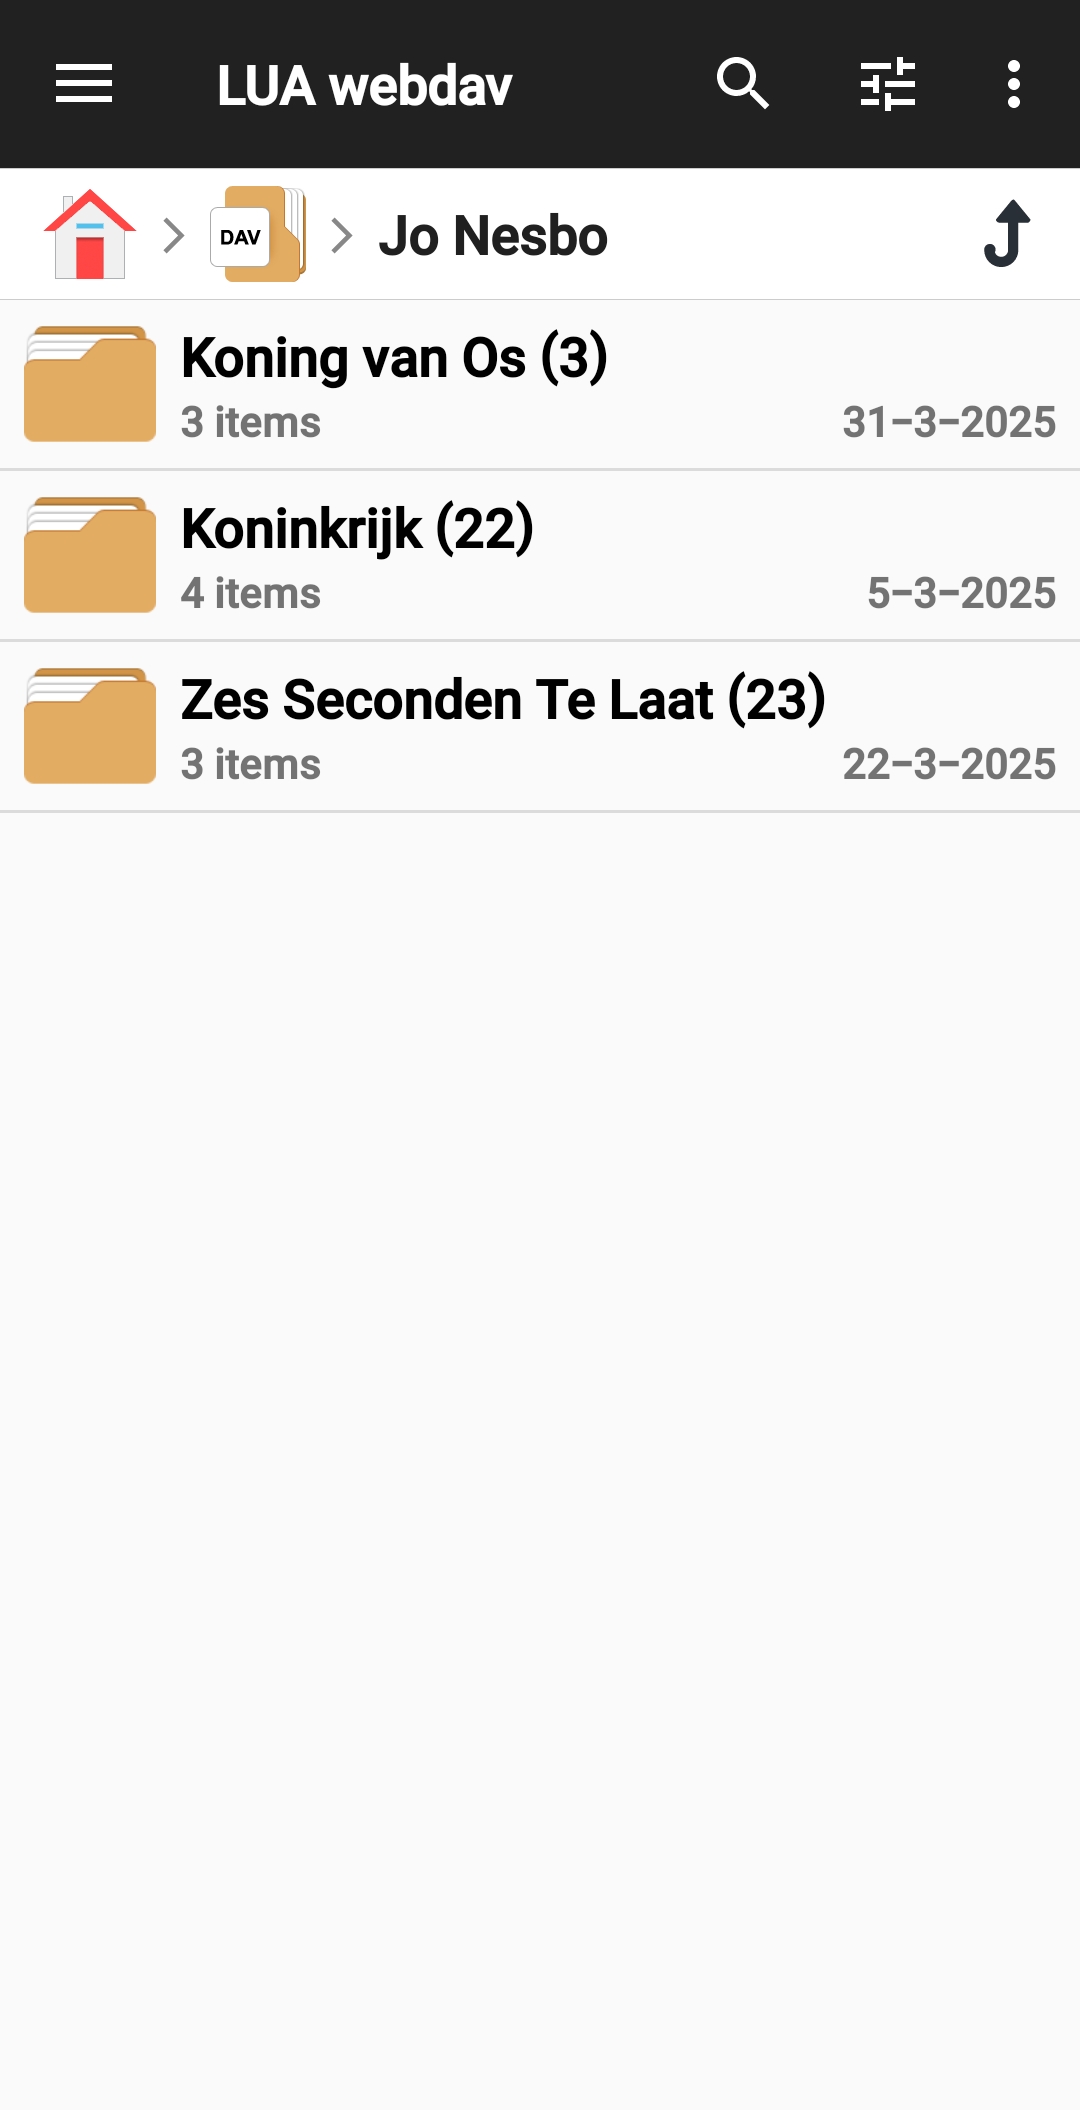 LUA webdav
DAV
Jo Nesbo
Koning van Os (3)
3 items
31-3-2025
Koninkrijk (22)
4 items
5-3-2025
Zes Seconden Te Laat (23)
3 items
22-3-2025